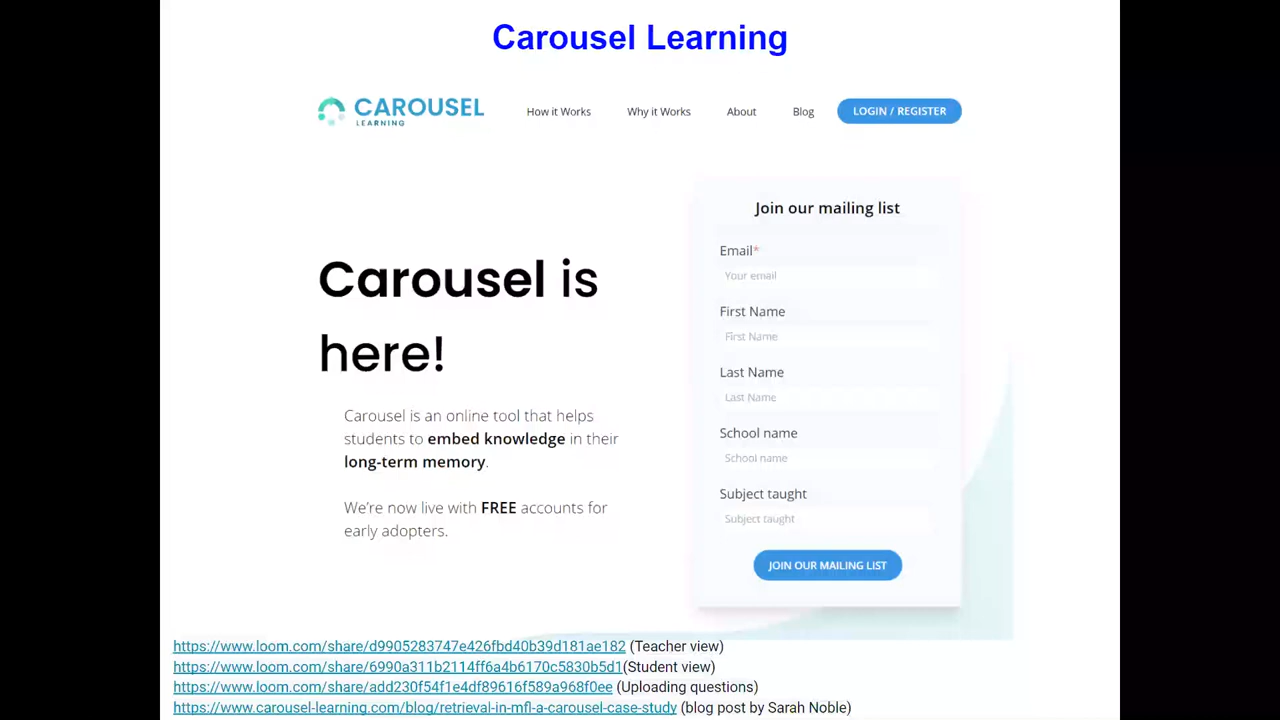 Carousel Learning
CAROUSEL
LEARNING
How it Works
Why it Works
About
Blog
LOGIN / REGISTER
Carousel is
here!
Carousel is an online tool that helps
students to embed knowledge in their
long-term memory.
We're now live with FREE accounts for
early adopters.
Join our mailing list
Email*
Your email
First Name
First Name
Last Name
Last Name
School name
School name
Subject taught
Subject taught
JOIN OUR MAILING LIST
https://www.loom.com/share/d9905283747e426fbd40b39d181ae182 (Teacher view)
https://www.loom.com/share/6990a311b2114ff6a4b6170c5830b5d1(Student view)
https://www.loom.com/share/add230f54f1e4df89616f589a968f0ee (Uploading questions)
https://www.carousel-learning.com/blog/retrieval-in-mfl-a-carousel-case-study (blog post by Sarah Noble)